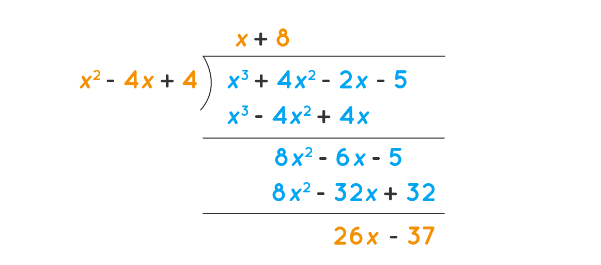 x + 8
x² - 4x + 4 x³ + 4x² - 2x - 5
x³ - 4x² + 4x
8x² - 6x - 5
8x² - 32x + 32
26x - 37